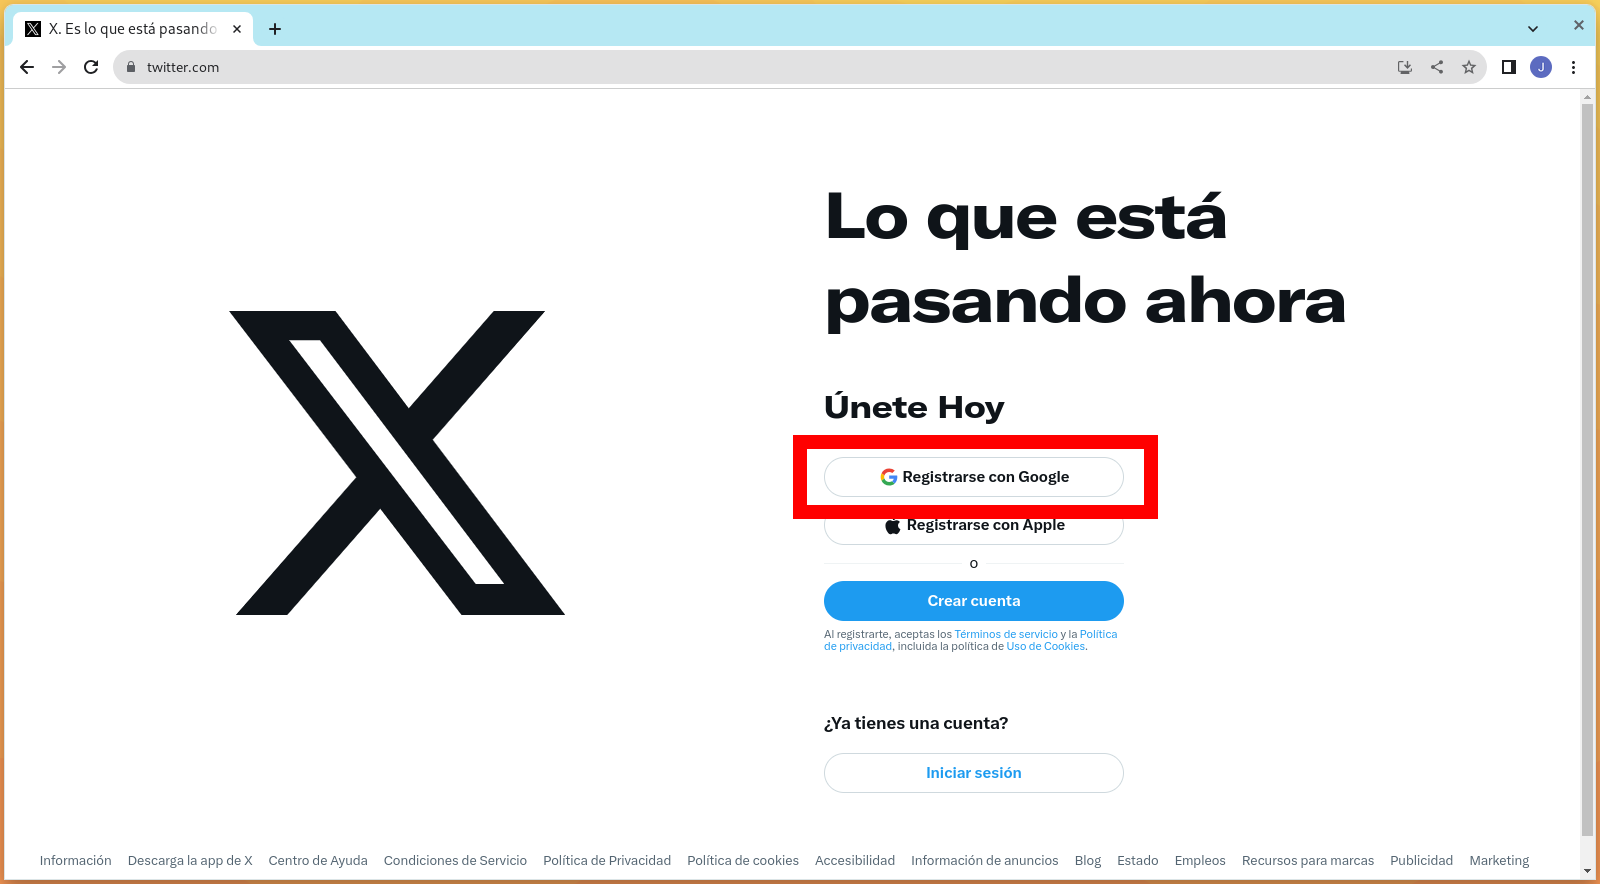 X. Es lo que está pasando
twitter.com
J
Lo que está
pasando ahora
Únete Hoy
Registrarse con Google
Registrarse con Apple
o
Crear cuenta
Al registrarte, aceptas los Términos de servicio y la Política
de privacidad, incluida la política de Uso de Cookies.
¿Ya tienes una cuenta?
Iniciar sesión
Información Descarga la app de X Centro de Ayuda Condiciones de Servicio Política de Privacidad Política de cookies Accesibilidad Información de anuncios Blog Estado Empleos Recursos para marcas Publicidad Marketing